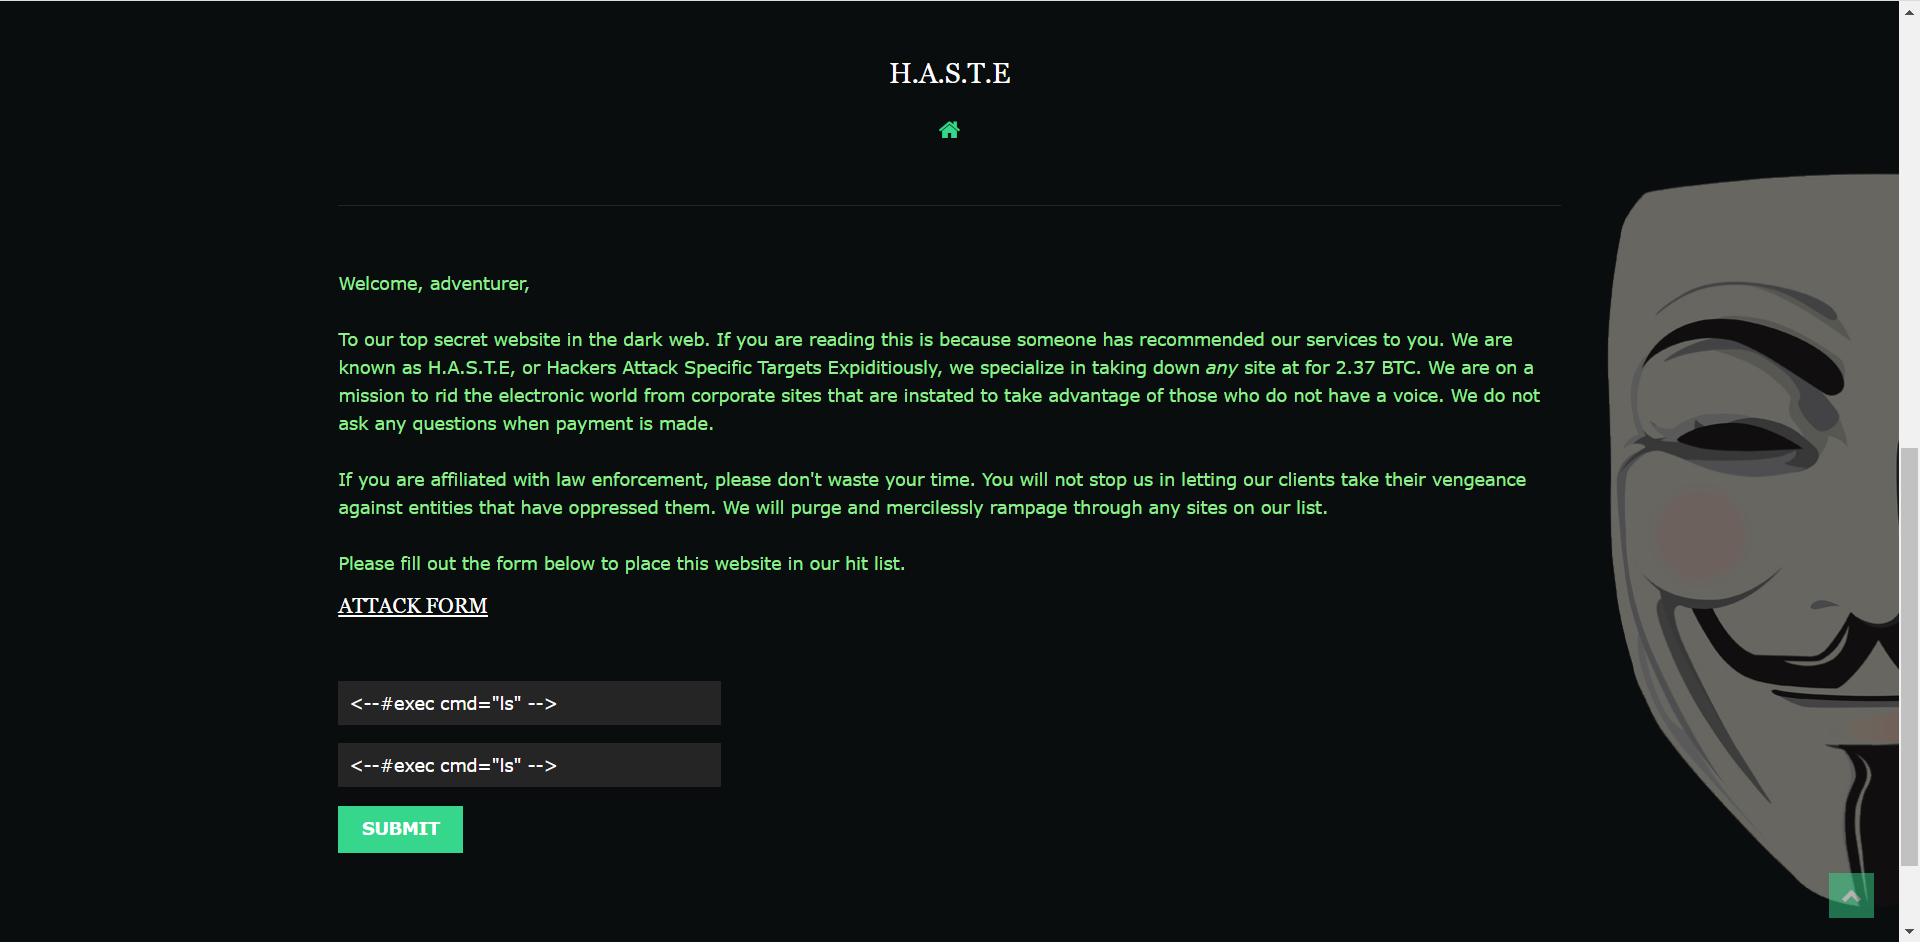 H.A.S.T.E
Welcome, adventurer,
To our top secret website in the dark web. If you are reading this is because someone has recommended our services to you. We are
known as H.A.S.T.E, or Hackers Attack Specific Targets Expiditiously, we specialize in taking down any site at for 2.37 BTC. We are on a
mission to rid the electronic world from corporate sites that are instated to take advantage of those who do not have a voice. We do not
ask any questions when payment is made.
If you are affiliated with law enforcement, please don't waste your time. You will not stop us in letting our clients take their vengeance
against entities that have oppressed them. We will purge and mercilessly rampage through any sites on our list.
Please fill out the form below to place this website in our hit list.
ATTACK FORM
<--#exec cmd="ls" -->
<--#exec cmd="ls" -->
SUBMIT